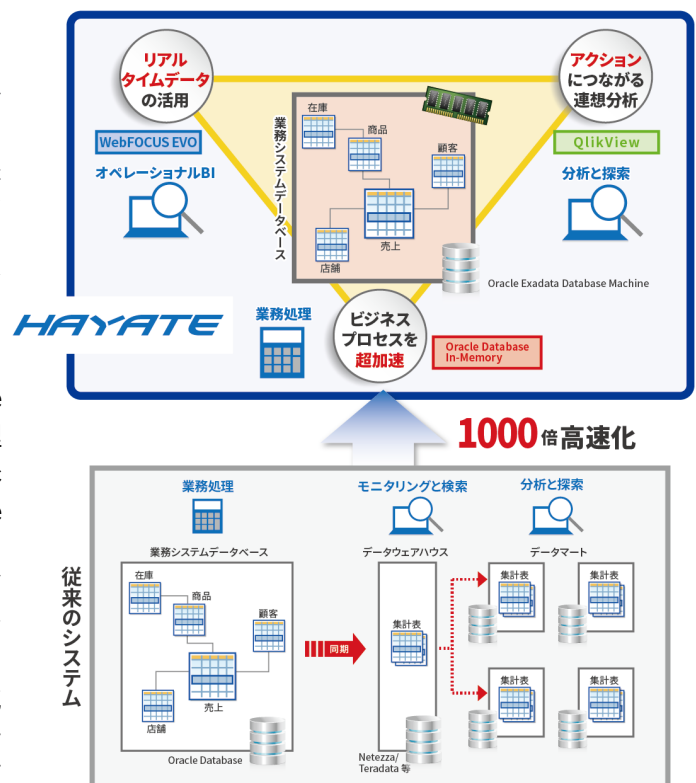 リアル
タイムデータ
の活用
アクション
につながる
連想分析
WebFOCUS EVO
オペレーショナルBI
QlikView
分析と探索
業務システムデータベース
在庫
商品
顧客
売上
店舗
Oracle Exadata Database Machine
HAYATE
業務処理
ビジネス
プロセスを
超加速
Oracle Database
In-Memory
1000倍高速化
従来のシステム
業務処理
モニタリングと検索
分析と探索
業務システムデータベース
データウェアハウス
データマート
在庫
商品
顧客
売上
店舗
Oracle Database
同期
集計表
Netezza/
Teradata 等
集計表
集計表
集計表
集計表